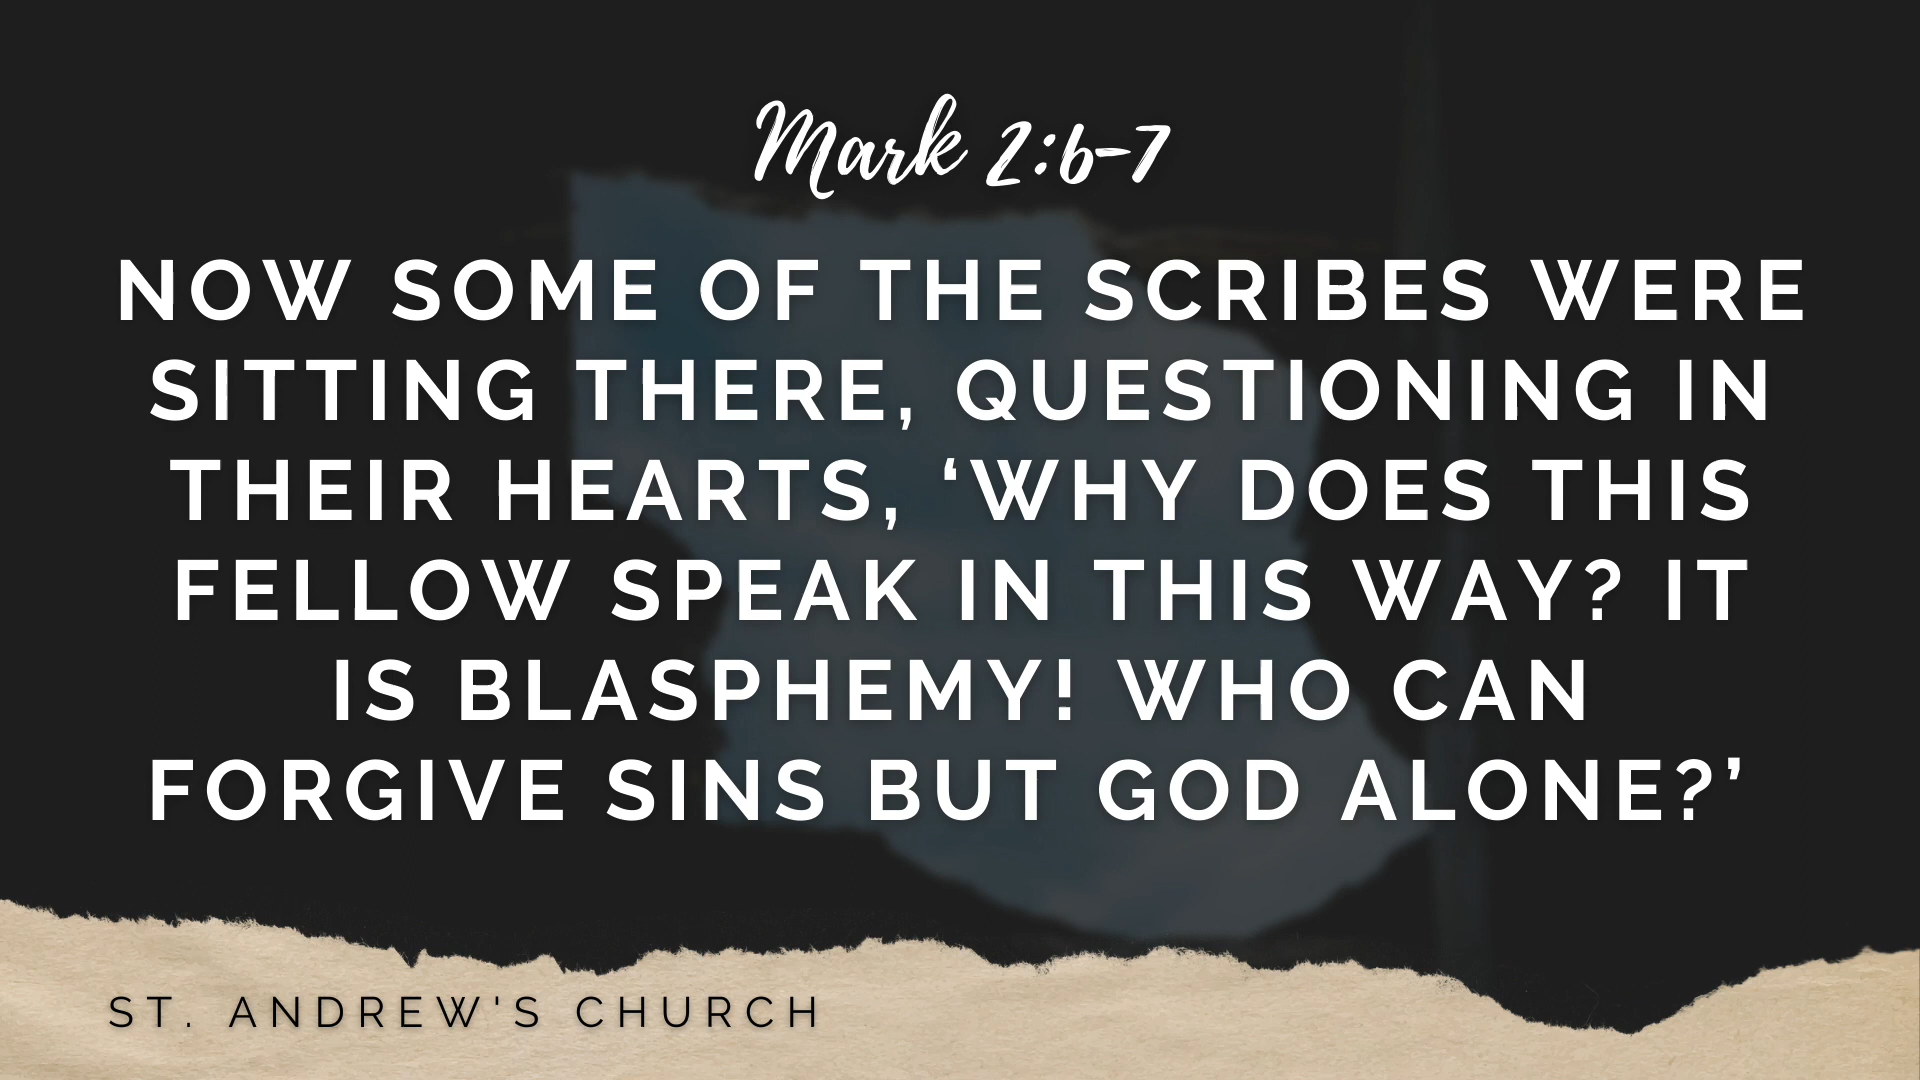 Mark 2:6-7
NOW SOME OF THE SCRIBES WERE
SITTING THERE, QUESTIONING IN
THEIR HEARTS, ‘WHY DOES THIS
FELLOW SPEAK IN THIS WAY? IT
IS BLASPHEMY! WHO CAN
FORGIVE SINS BUT GOD ALONE?’
ST. ANDREW'S CHURCH